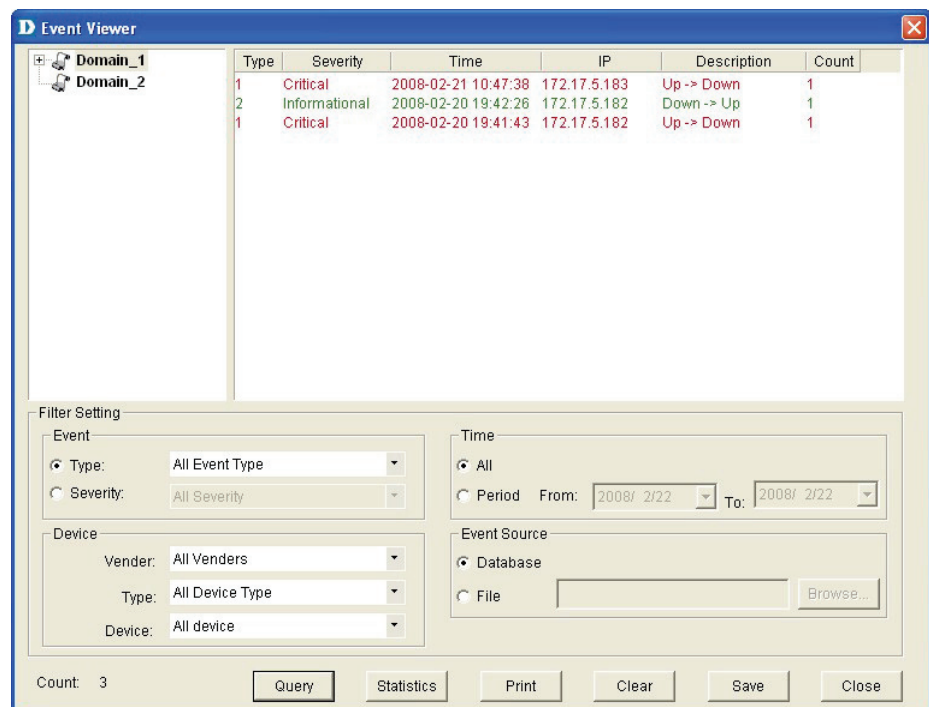 D Event Viewer
Domain_1
Domain_2
Type Severity Time IP Description Count
1 Critical 2008-02-21 10:47:38 172.17.5.183 Up -> Down 1
2 Informational 2008-02-20 19:42:26 172.17.5.182 Down -> Up 1
1 Critical 2008-02-20 19:41:43 172.17.5.182 Up -> Down 1
Filter Setting
Event
Type: All Event Type
Severity: All Severity
Time
All
Period From: 2008/ 2/22 To: 2008/ 2/22
Device
Vender: All Venders
Type: All Device Type
Device: All device
Event Source
Database
File Browse...
Count: 3 Query Statistics Print Clear Save Close